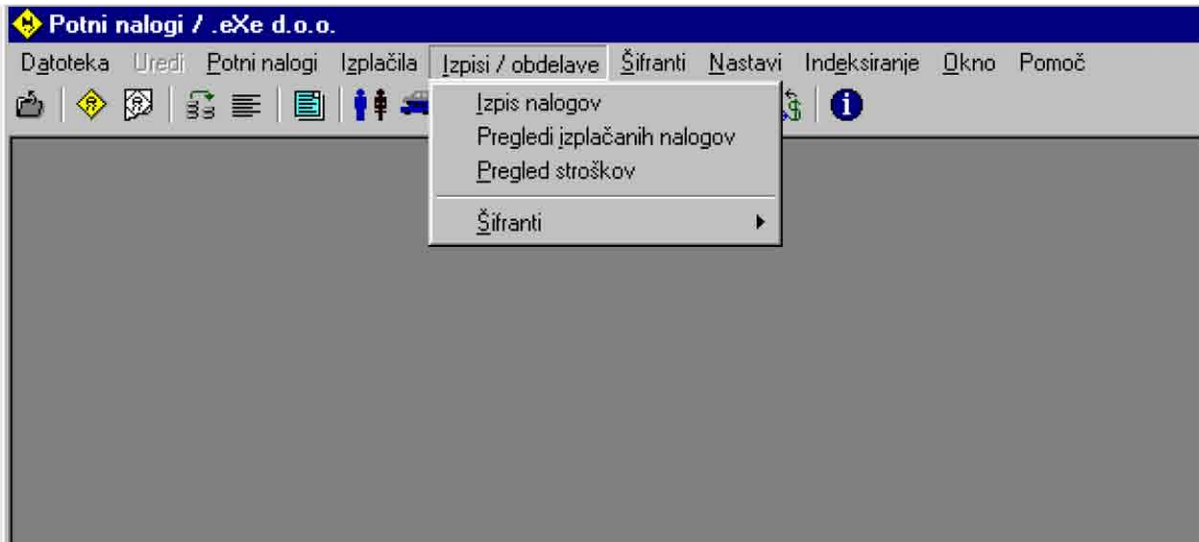 Potni nalogi / .eXe d.o.o.
Datoteka Uredi Potni nalogi Izplačila Izpisi / obdelave Šifranti Nastavi Indeksiranje Okno Pomoč
Izpis nalogov
Pregledi izplačanih nalogov
Pregled stroškov
Šifranti